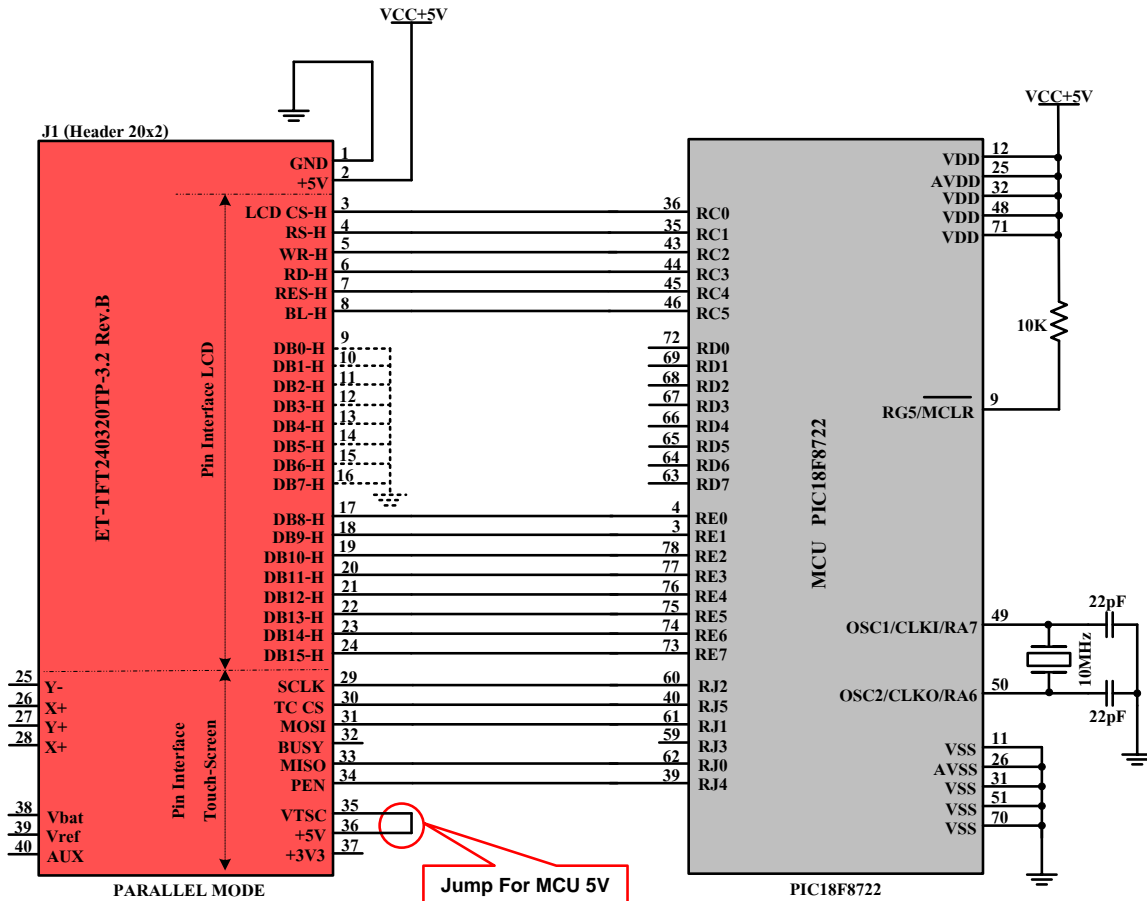 VCC+5V
J1 (Header 20x2)
ET-TFT240320TP-3.2 Rev.B
GND 1
+5V 2
Pin Interface LCD
LCD CS-H 3
RS-H 4
WR-H 5
RD-H 6
RES-H 7
BL-H 8
DB0-H 9
DB1-H 10
DB2-H 11
DB3-H 12
DB4-H 13
DB5-H 14
DB6-H 15
DB7-H 16
DB8-H 17
DB9-H 18
DB10-H 19
DB11-H 20
DB12-H 21
DB13-H 22
DB14-H 23
DB15-H 24
25 Y-
26 X+
27 Y+
28 X+
38 Vbat
39 Vref
40 AUX
Pin Interface
Touch-Screen
SCLK 29
TC CS 30
MOSI 31
BUSY 32
MISO 33
PEN 34
VTSC 35
+5V 36
+3V3 37
PARALLEL MODE
Jump For MCU 5V
36 RC0
35 RC1
43 RC2
44 RC3
45 RC4
46 RC5
72 RD0
69 RD1
68 RD2
67 RD3
66 RD4
65 RD5
64 RD6
63 RD7
4 RE0
3 RE1
78 RE2
77 RE3
76 RE4
75 RE5
74 RE6
73 RE7
60 RJ2
40 RJ5
61 RJ1
59 RJ3
62 RJ0
39 RJ4
MCU PIC18F8722
VCC+5V
VDD 12
AVDD 25
VDD 32
VDD 48
VDD 71
10K
RG5/MCLR 9
OSC1/CLKI/RA7 49
22pF
10MHz
OSC2/CLKO/RA6 50
22pF
VSS 11
AVSS 26
VSS 31
VSS 51
VSS 70
PIC18F8722